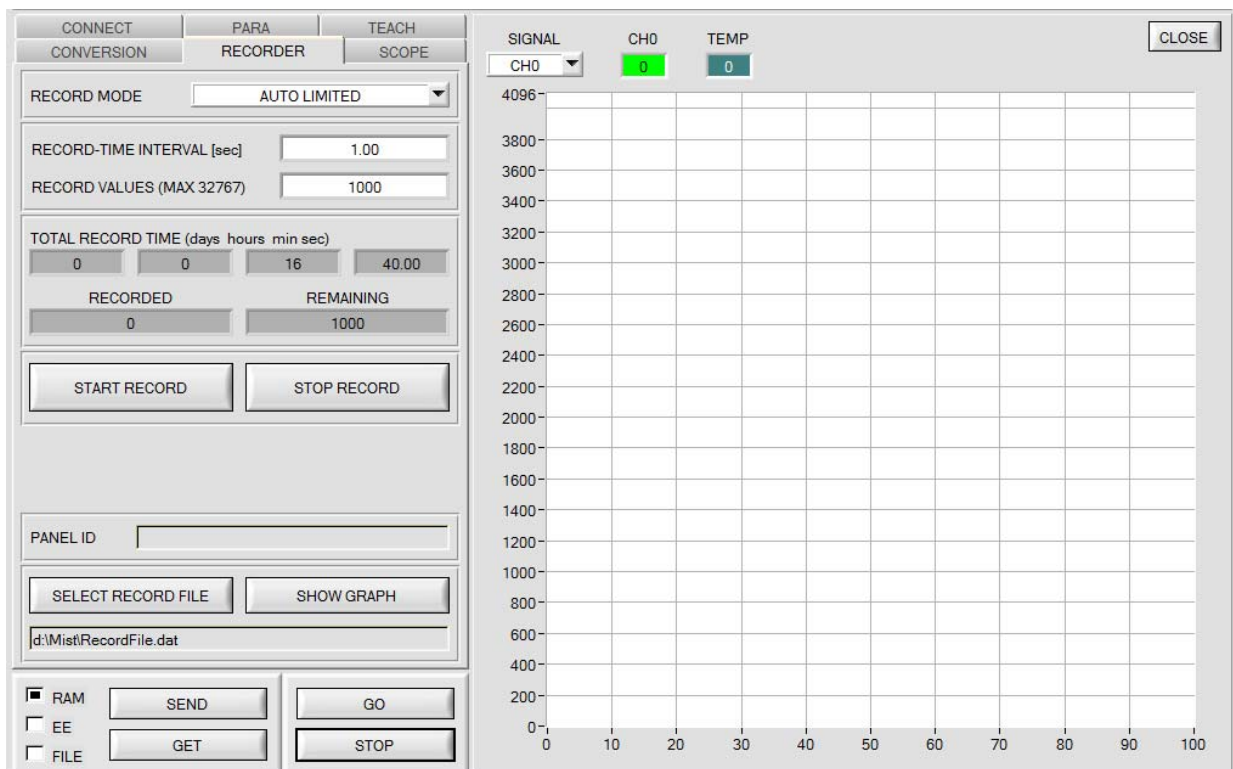 CONNECT PARA TEACH
CONVERSION RECORDER SCOPE
RECORD MODE AUTO LIMITED
RECORD-TIME INTERVAL [sec] 1.00
RECORD VALUES (MAX 32767) 1000
TOTAL RECORD TIME (days hours min sec)
0 0 16 40.00
RECORDED REMAINING
0 1000
START RECORD STOP RECORD
PANEL ID
SELECT RECORD FILE SHOW GRAPH
d:\Mist\RecordFile.dat
RAM
EE
FILE
SEND
GET
GO
STOP
SIGNAL CH0 TEMP
CH0 0 0
CLOSE
4096
3800
3600
3400
3200
3000
2800
2600
2400
2200
2000
1800
1600
1400
1200
1000
800
600
400
200
0
0 10 20 30 40 50 60 70 80 90 100